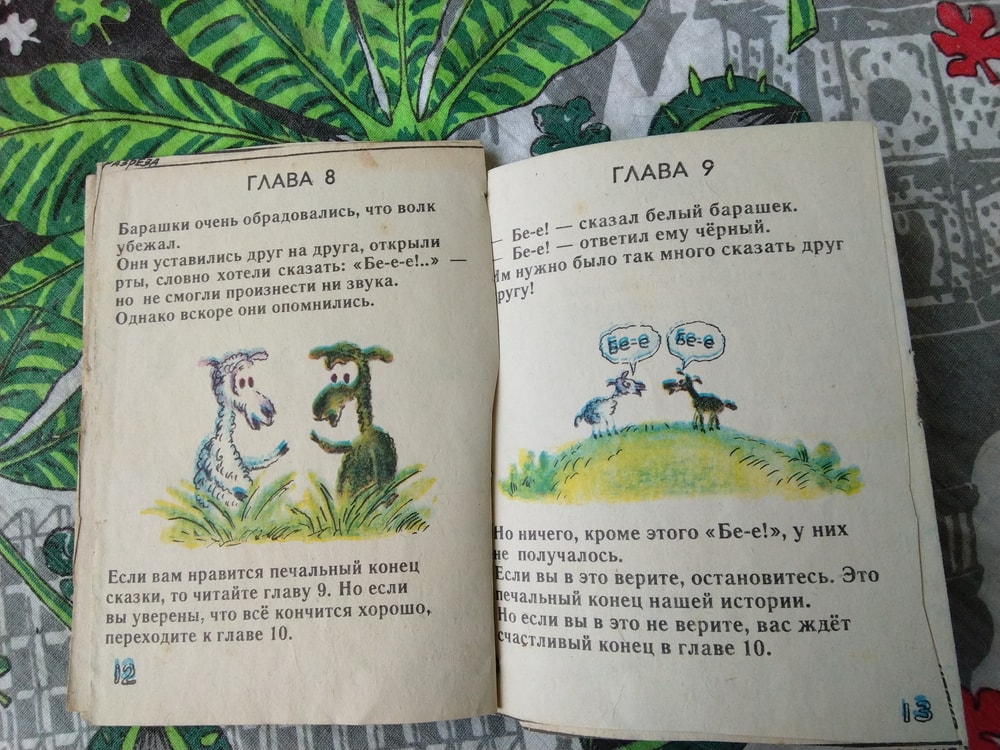 РАЗРЕЗА
ГЛАВА 8
Барашки очень обрадовались, что волк
убежал.
Они уставились друг на друга, открыли
рты, словно хотели сказать: «Бе-е-е!..» —
но не смогли произнести ни звука.
Однако вскоре они опомнились.
Если вам нравится печальный конец
сказки, то читайте главу 9. Но если
вы уверены, что всё кончится хорошо,
переходите к главе 10.
12
ГЛАВА 9
— Бе-е! — сказал белый барашек.
— Бе-е! — ответил ему чёрный.
Им нужно было так много сказать друг
ругу!
Бе-е Бе-е
Но ничего, кроме этого «Бе-е!», у них
не получалось.
Если вы в это верите, остановитесь. Это
печальный конец нашей истории.
Но если вы в это не верите, вас ждёт
счастливый конец в главе 10.
13